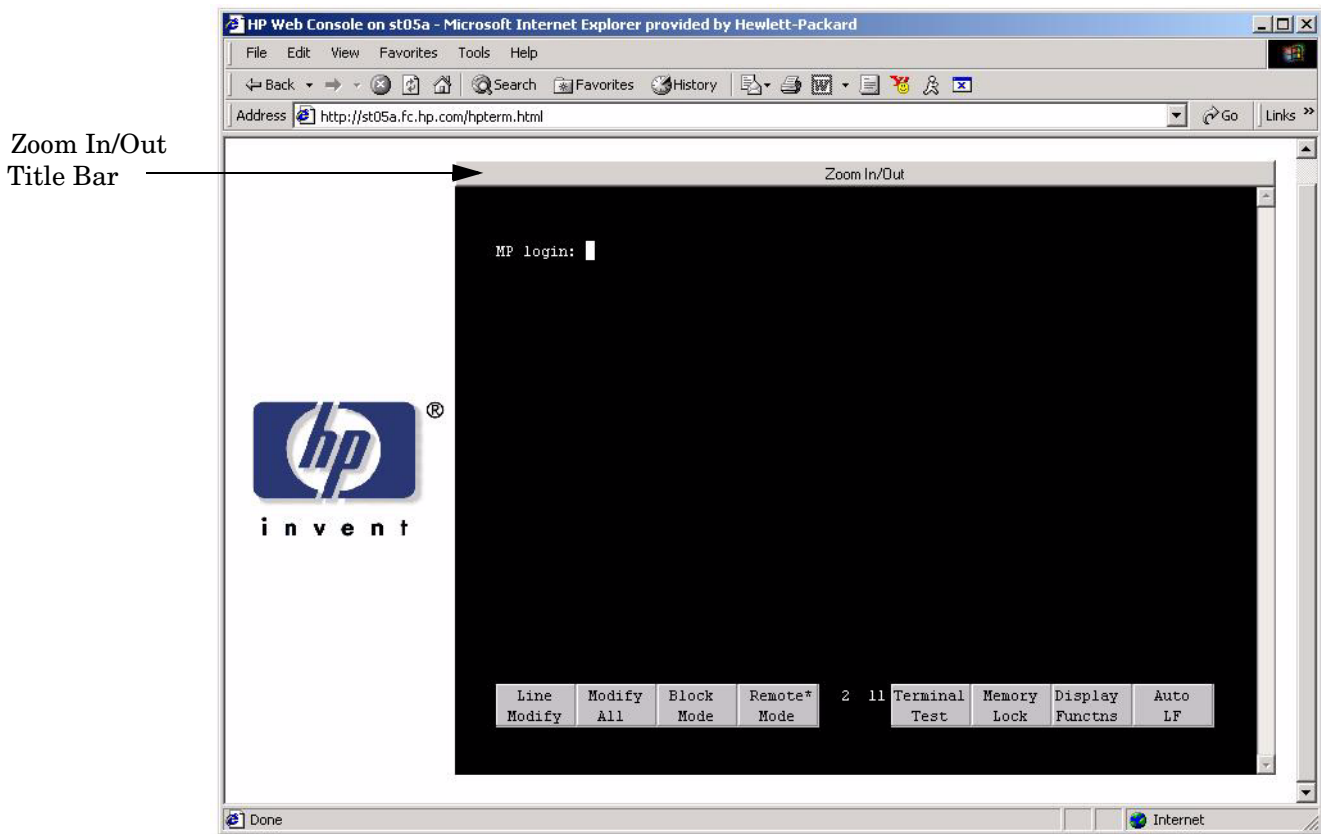 HP Web Console on st05a - Microsoft Internet Explorer provided by Hewlett-Packard
File Edit View Favorites Tools Help
Back Search Favorites History
Address http://st05a.fc.hp.com/hpterm.html Go Links »
Zoom In/Out
Title Bar
Zoom In/Out
MP login:
hp ®
invent
Line Modify Block Remote* 2 11 Terminal Memory Display Auto
Modify All Mode Mode Test Lock Functns LF
Done Internet